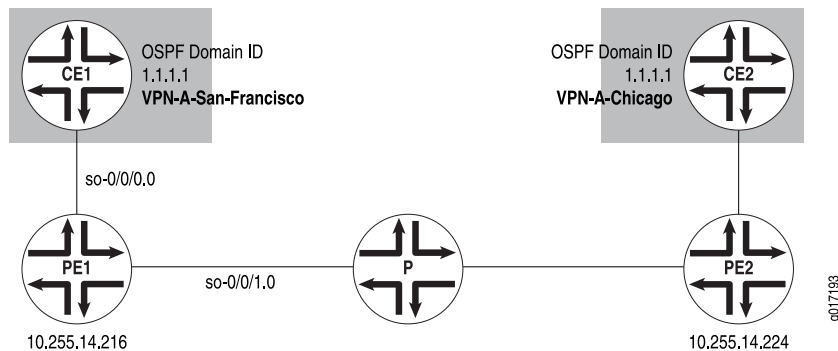 OSPF Domain ID
1.1.1.1
VPN-A-San-Francisco
CE1
OSPF Domain ID
1.1.1.1
VPN-A-Chicago
CE2
so-0/0/0.0
PE1
so-0/0/1.0
P
PE2
10.255.14.216
10.255.14.224
g017193